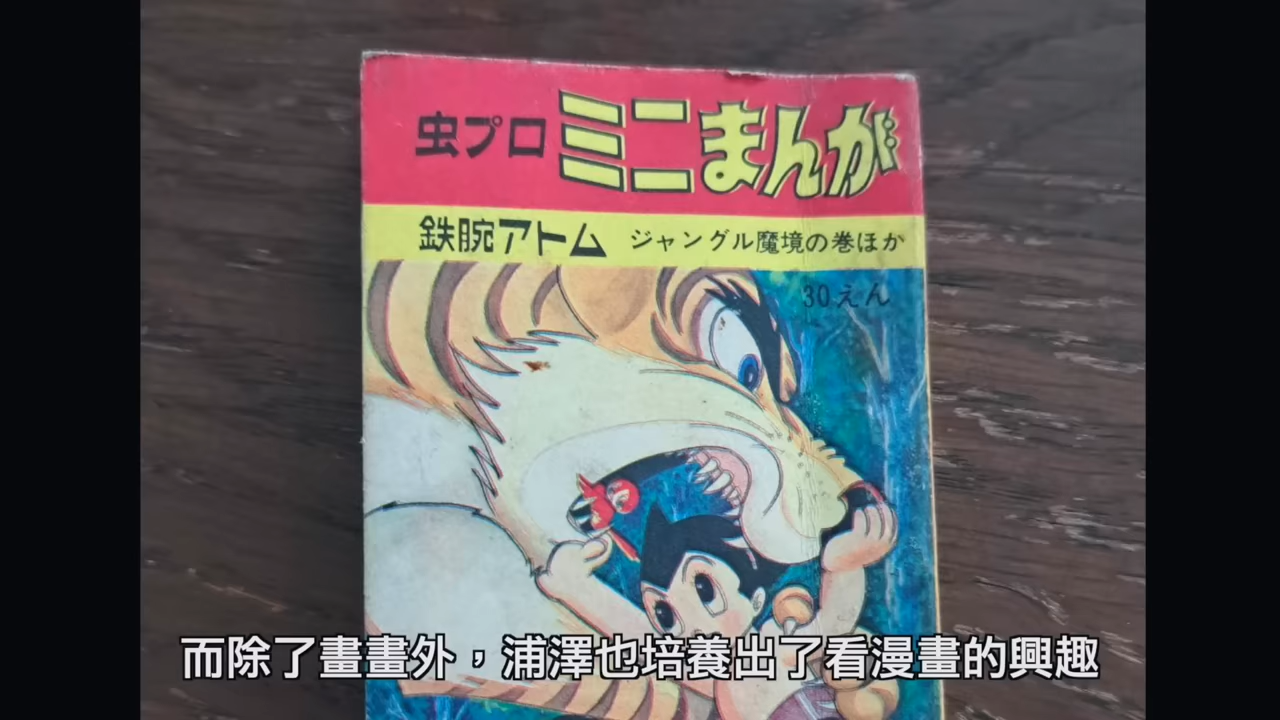 虫プロ ミニまんが
鉄腕アトム ジャングル魔境の巻ほか
30えん
而除了畫畫外，浦澤也培養出了看漫畫的興趣